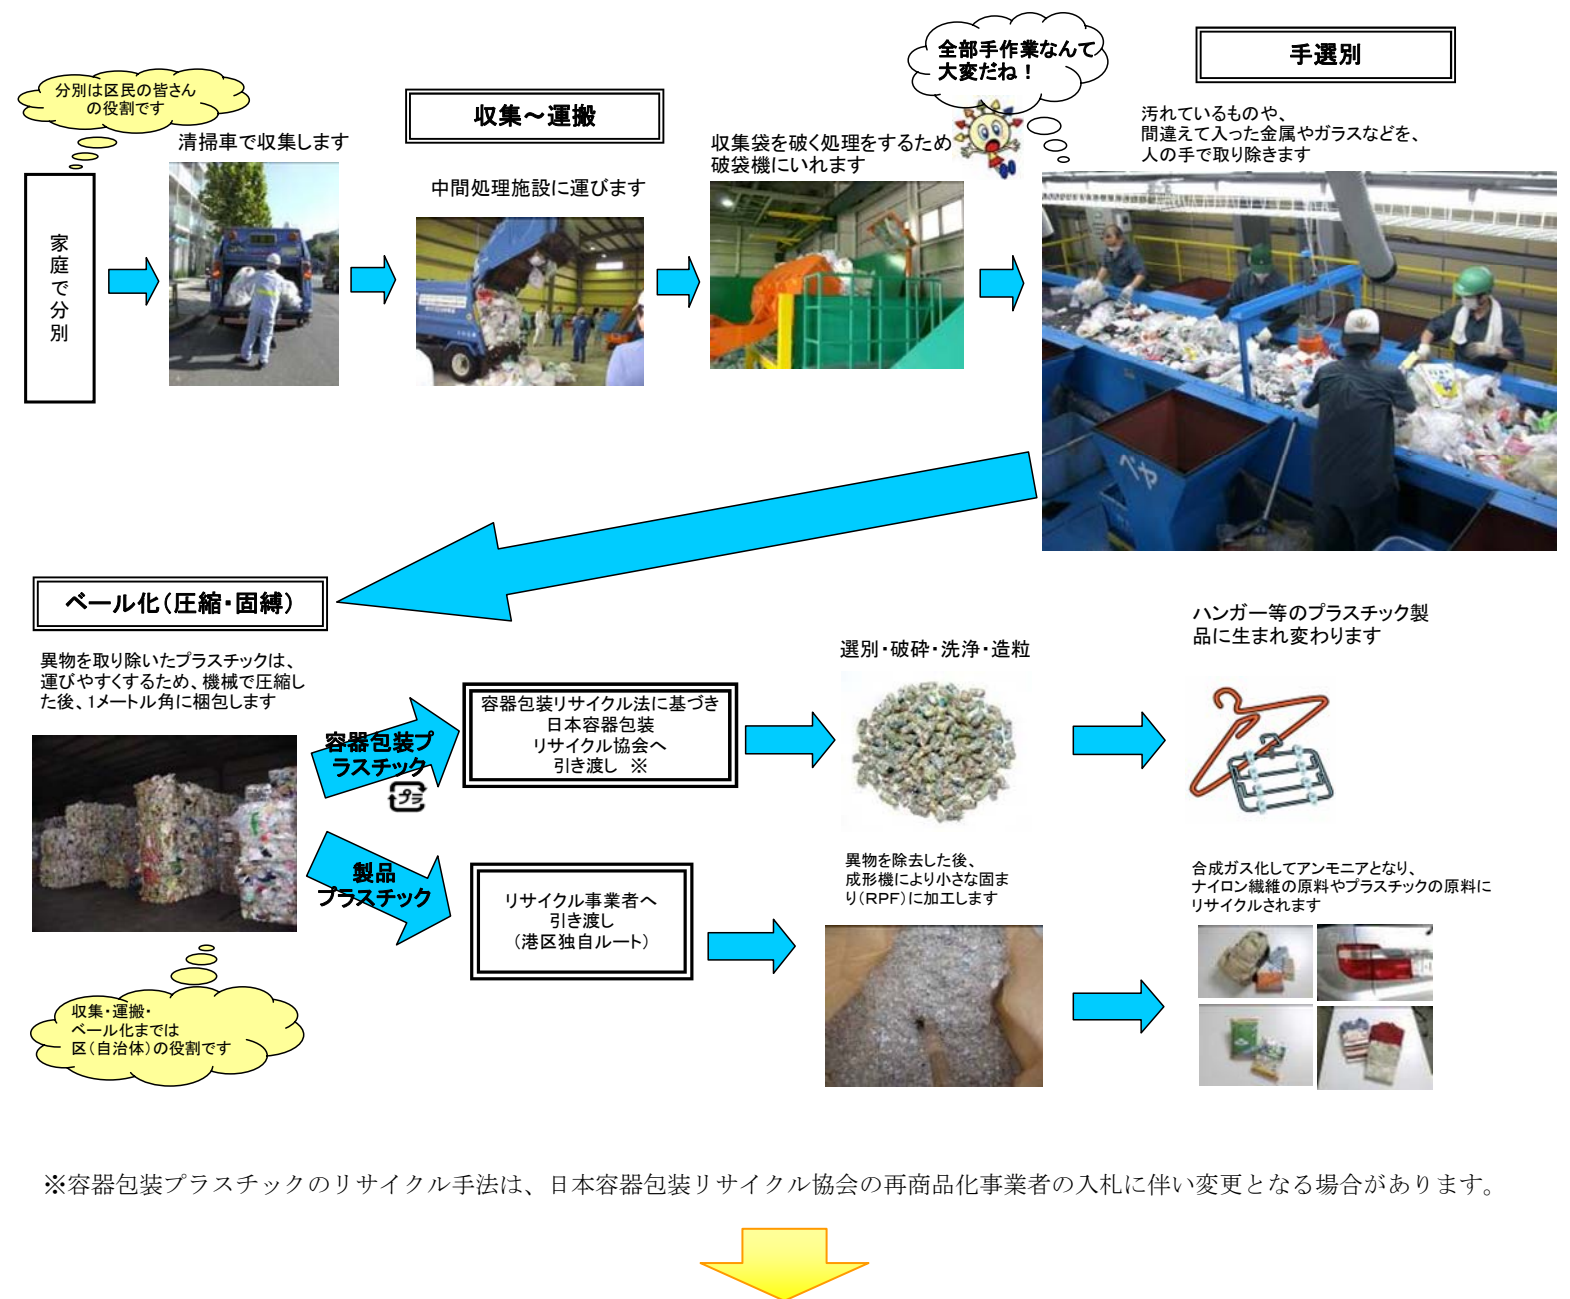 分別は区民の皆さん
の役割です
家庭で分別
清掃車で収集します
収集～運搬
中間処理施設に運びます
収集袋を破く処理をするため
破袋機にいれます
全部手作業なんて
大変だね！
手選別
汚れているものや、
間違えて入った金属やガラスなどを、
人の手で取り除きます
ペヤ
ベール化（圧縮・固縛）
異物を取り除いたプラスチックは、
運びやすくするため、機械で圧縮し
た後、1メートル角に梱包します
収集・運搬・
ベール化までは
区（自治体）の役割です
容器包装プ
ラスチック
プラ
容器包装リサイクル法に基づき
日本容器包装
リサイクル協会へ
引き渡し　※
選別・破砕・洗浄・造粒
ハンガー等のプラスチック製
品に生まれ変わります
製品
プラスチック
リサイクル事業者へ
引き渡し
（港区独自ルート）
異物を除去した後、
成形機により小さな固ま
り（RPF）に加工します
合成ガス化してアンモニアとなり、
ナイロン繊維の原料やプラスチックの原料に
リサイクルされます
※容器包装プラスチックのリサイクル手法は、日本容器包装リサイクル協会の再商品化事業者の入札に伴い変更となる場合があります。